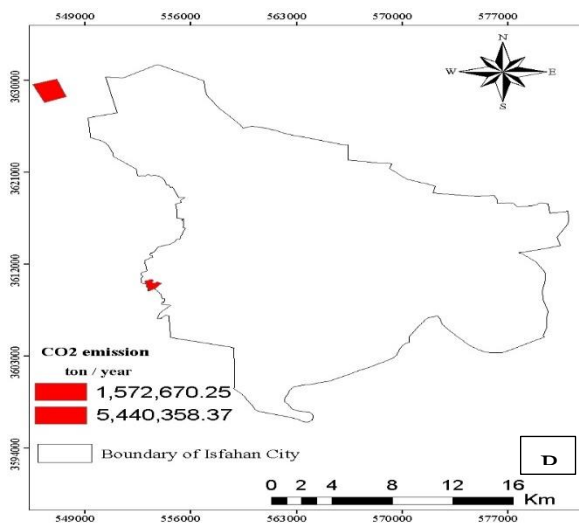 549000 556000 563000 570000 577000
N
W E
S
3630000
3621000
3612000
3603000
3594000
CO2 emission
ton / year
1,572,670.25
5,440,358.37
Boundary of Isfahan City
D
0 2 4 8 12 16
Km
549000 556000 563000 570000 577000